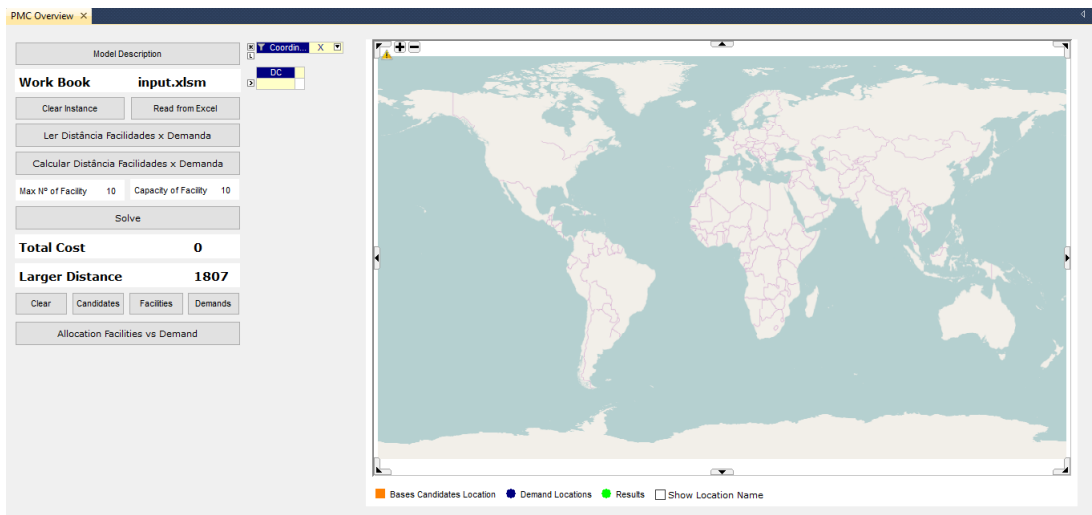 PMC Overview
Model Description
Work Book input.xlsm
Clear Instance Read from Excel
Ler Distância Facilidades x Demanda
Calcular Distância Facilidades x Demanda
Max Nº of Facility 10 Capacity of Facility 10
Solve
Total Cost 0
Larger Distance 1807
Clear Candidates Facilities Demands
Allocation Facilities vs Demand
Coordin... X
L
DC
Bases Candidates Location Demand Locations Results Show Location Name